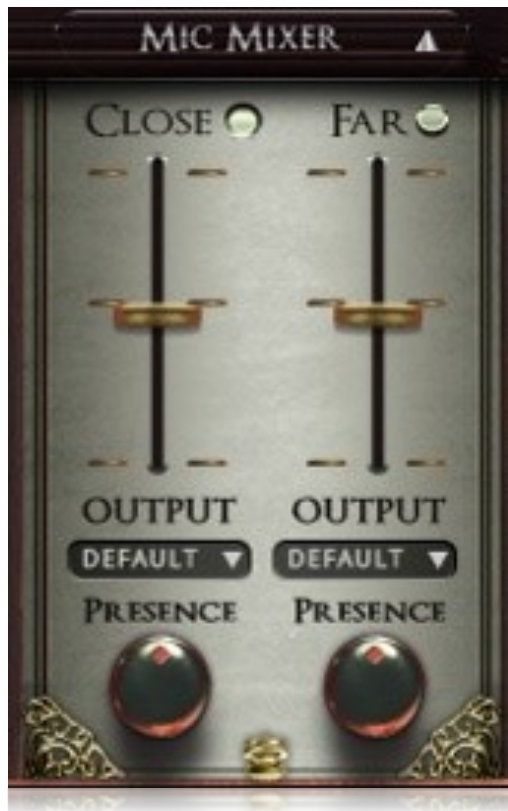 MIC MIXER
CLOSE FAR
OUTPUT OUTPUT
DEFAULT DEFAULT
PRESENCE PRESENCE